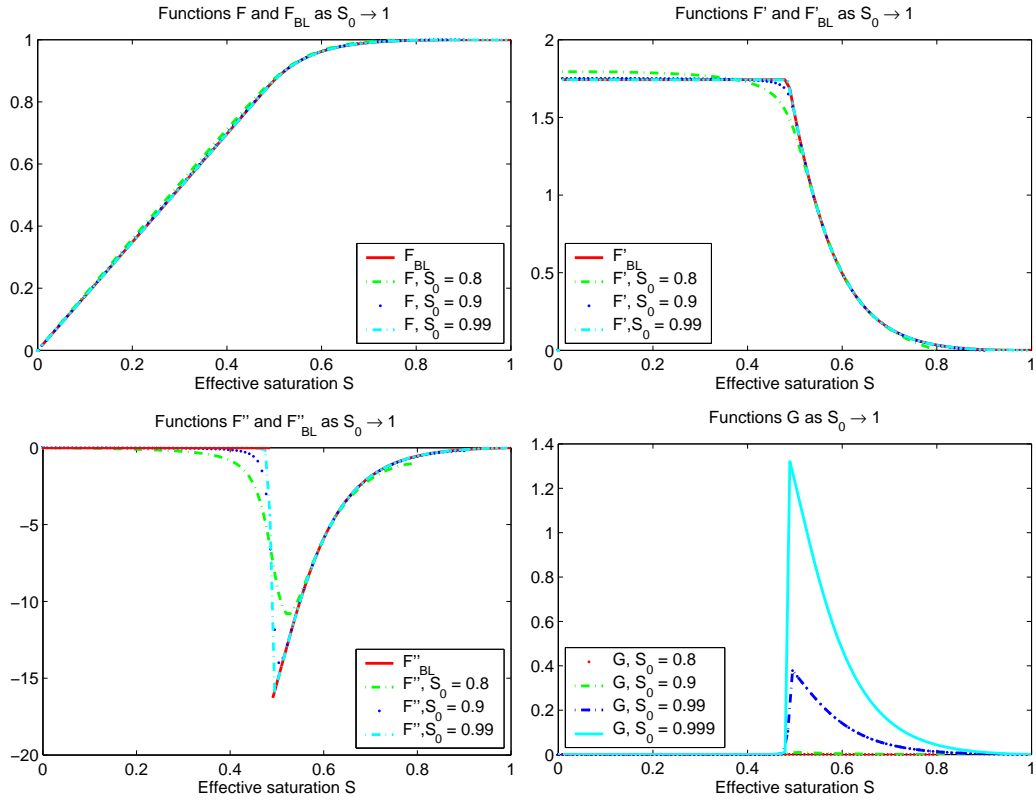 Functions F and F_BL as S_0 → 1
1
0.8
0.6
0.4
0.2
0
0
0.2
0.4
0.6
0.8
1
Effective saturation S
F_BL
F, S_0 = 0.8
F, S_0 = 0.9
F, S_0 = 0.99
Functions F' and F'_BL as S_0 → 1
2
1.5
1
0.5
0
0
0.2
0.4
0.6
0.8
1
Effective saturation S
F'_BL
F', S_0 = 0.8
F', S_0 = 0.9
F',S_0 = 0.99
Functions F'' and F''_BL as S_0 → 1
0
−5
−10
−15
−20
0
0.2
0.4
0.6
0.8
1
Effective saturation S
F''_BL
F'', S_0 = 0.8
F'',S_0 = 0.9
F'',S_0 = 0.99
Functions G as S_0 → 1
1.4
1.2
1
0.8
0.6
0.4
0.2
0
0
0.2
0.4
0.6
0.8
1
Effective saturation S
G, S_0 = 0.8
G, S_0 = 0.9
G, S_0 = 0.99
G, S_0 = 0.999